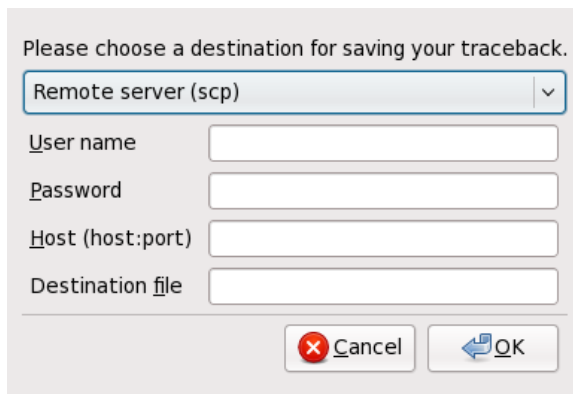 Please choose a destination for saving your traceback.
Remote server (scp)
User name
Password
Host (host:port)
Destination file
Cancel
OK